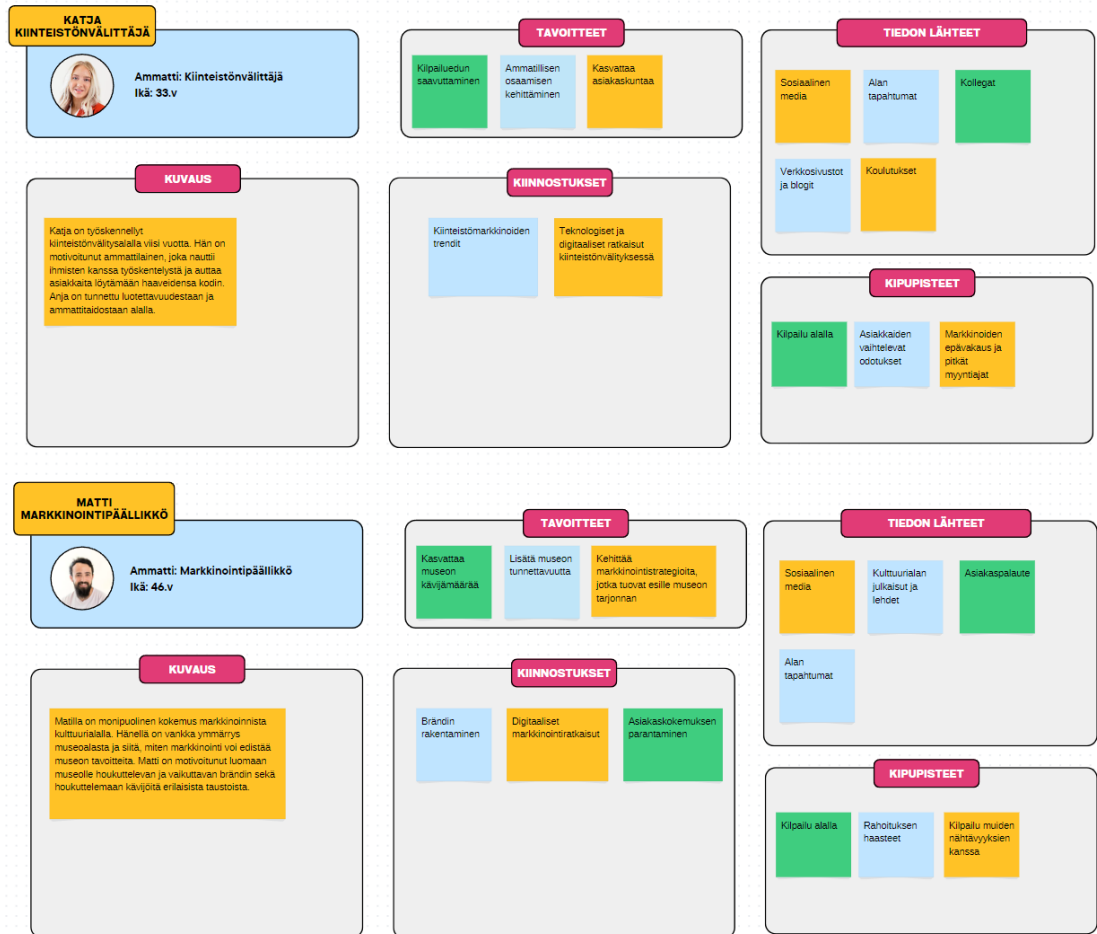 KATJA
KIINTEISTÖNVÄLITTÄJÄ
Ammatti: Kiinteistönvälittäjä
Ikä: 33.v
TAVOITTEET
Kilpailuedun
saavuttaminen
Ammatillisen
osaamisen
kehittäminen
Kasvattaa
asiakaskuntaa
TIEDON LÄHTEET
Sosiaalinen
media
Alan
tapahtumat
Kollegat
Verkkosivustot
ja blogit
Koulutukset
KUVAUS
Katja on työskennellyt
kiinteistönvälitysalalla viisi vuotta. Hän on
motivoitunut ammattilainen, joka nauttii
ihmisten kanssa työskentelystä ja auttaa
asiakkaita löytämään haaveidensa kodin.
Anja on tunnettu luotettavuudestaan ja
ammattitaidostaan alalla.
KIINNOSTUKSET
Kiinteistömarkkinoiden
trendit
Teknologiset ja
digitaaliset ratkaisut
kiinteistönvälityksessä
KIPUPISTEET
Kilpailu alalla
Asiakkaiden
vaihtelevat
odotukset
Markkinoiden
epävakaus ja
pitkät
myyntiajat
MATTI
MARKKINOINTIPÄÄLLIKKÖ
Ammatti: Markkinointipäällikkö
Ikä: 46.v
TAVOITTEET
Kasvattaa
museon
kävijämäärää
Lisätä museon
tunnettavuutta
Kehittää
markkinointistrategioita,
jotka tuovat esille museon
tarjonnan
TIEDON LÄHTEET
Sosiaalinen
media
Kulttuurialan
julkaisut ja
lehdet
Asiakaspalaute
Alan
tapahtumat
KUVAUS
Matilla on monipuolinen kokemus markkinoinnista
kulttuurialalla. Hänellä on vankka ymmärrys
museoalasta ja siitä, miten markkinointi voi edistää
museon tavoitteita. Matti on motivoitunut luomaan
museolle houkuttelevan ja vaikuttavan brändin sekä
houkuttelemaan kävijöitä erilaisista taustoista.
KIINNOSTUKSET
Brändin
rakentaminen
Digitaaliset
markkinointiratkaisut
Asiakaskokemuksen
parantaminen
KIPUPISTEET
Kilpailu alalla
Rahoituksen
haasteet
Kilpailu muiden
nähtävyyksien
kanssa